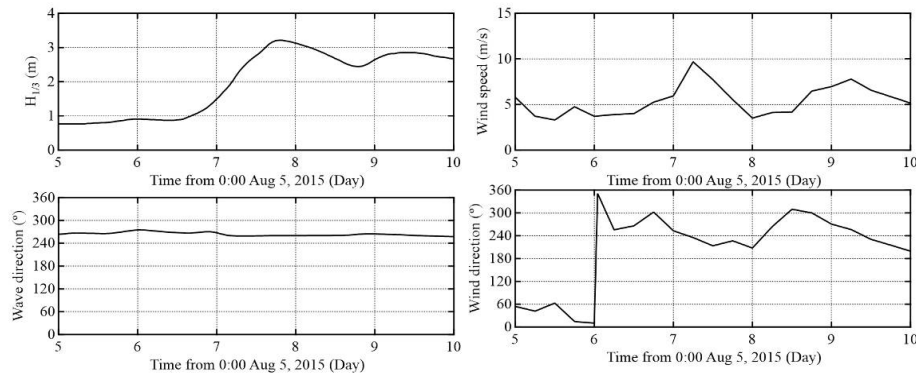 4
3
2
1
0
H1/3 (m)
5 6 7 8 9 10
Time from 0:00 Aug 5, 2015 (Day)
15
10
5
0
Wind speed (m/s)
5 6 7 8 9 10
Time from 0:00 Aug 5, 2015 (Day)
360
300
240
180
120
60
0
Wave direction (°)
5 6 7 8 9 10
Time from 0:00 Aug 5, 2015 (Day)
360
300
240
180
120
60
0
Wind direction (°)
5 6 7 8 9 10
Time from 0:00 Aug 5, 2015 (Day)